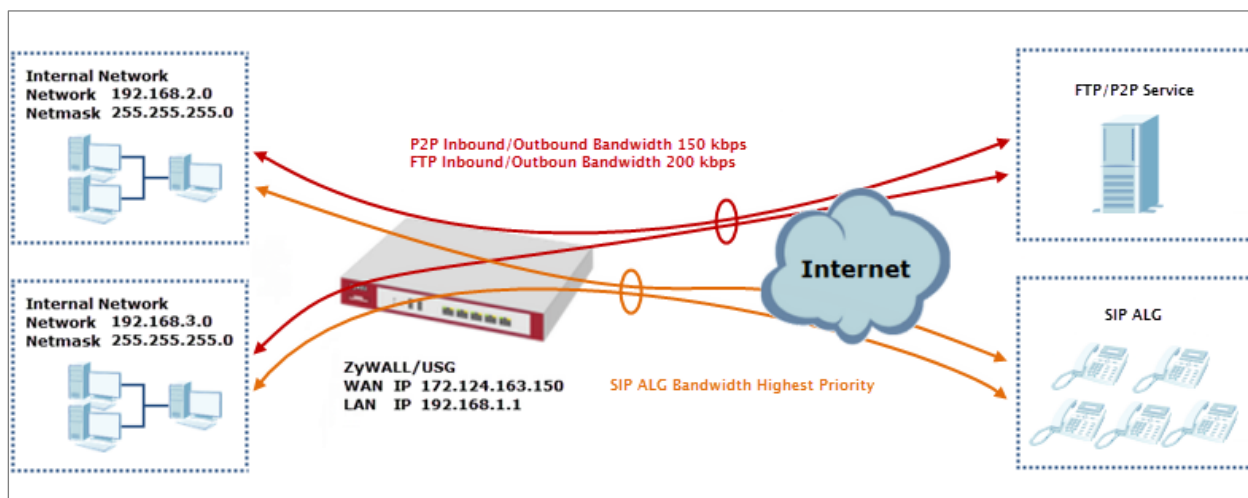 Internal Network
Network 192.168.2.0
Netmask 255.255.255.0
P2P Inbound/Outbound Bandwidth 150 kbps
FTP Inbound/Outboun Bandwidth 200 kbps
FTP/P2P Service
Internet
Internal Network
Network 192.168.3.0
Netmask 255.255.255.0
ZyWALL/USG
WAN IP 172.124.163.150
LAN IP 192.168.1.1
SIP ALG Bandwidth Highest Priority
SIP ALG